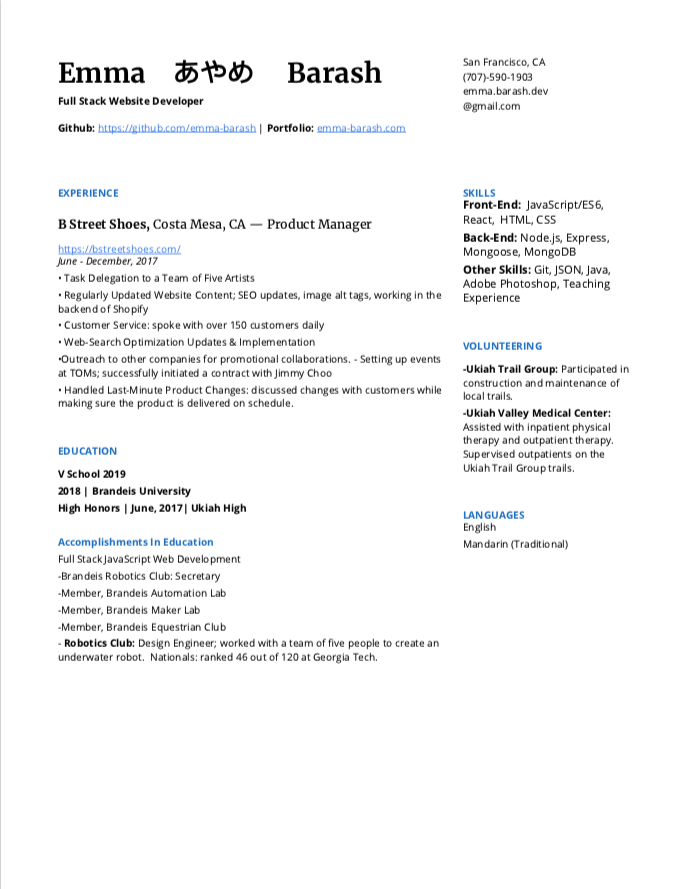 Emma あやめ Barash
Full Stack Website Developer
Github: https://github.com/emma-barash | Portfolio: emma-barash.com
San Francisco, CA
(707)-590-1903
emma.barash.dev
@gmail.com
EXPERIENCE
B Street Shoes, Costa Mesa, CA — Product Manager
https://bstreetshoes.com/
June - December, 2017
• Task Delegation to a Team of Five Artists
• Regularly Updated Website Content; SEO updates, image alt tags, working in the
backend of Shopify
• Customer Service: spoke with over 150 customers daily
• Web-Search Optimization Updates & Implementation
•Outreach to other companies for promotional collaborations. - Setting up events
at TOMs; successfully initiated a contract with Jimmy Choo
• Handled Last-Minute Product Changes: discussed changes with customers while
making sure the product is delivered on schedule.
EDUCATION
V School 2019
2018 | Brandeis University
High Honors | June, 2017| Ukiah High
Accomplishments In Education
Full Stack JavaScript Web Development
-Brandeis Robotics Club: Secretary
-Member, Brandeis Automation Lab
-Member, Brandeis Maker Lab
-Member, Brandeis Equestrian Club
- Robotics Club: Design Engineer; worked with a team of five people to create an
underwater robot. Nationals: ranked 46 out of 120 at Georgia Tech.
SKILLS
Front-End: JavaScript/ES6,
React, HTML, CSS
Back-End: Node.js, Express,
Mongoose, MongoDB
Other Skills: Git, JSON, Java,
Adobe Photoshop, Teaching
Experience
VOLUNTEERING
-Ukiah Trail Group: Participated in
construction and maintenance of
local trails.
-Ukiah Valley Medical Center:
Assisted with inpatient physical
therapy and outpatient therapy.
Supervised outpatients on the
Ukiah Trail Group trails.
LANGUAGES
English
Mandarin (Traditional)